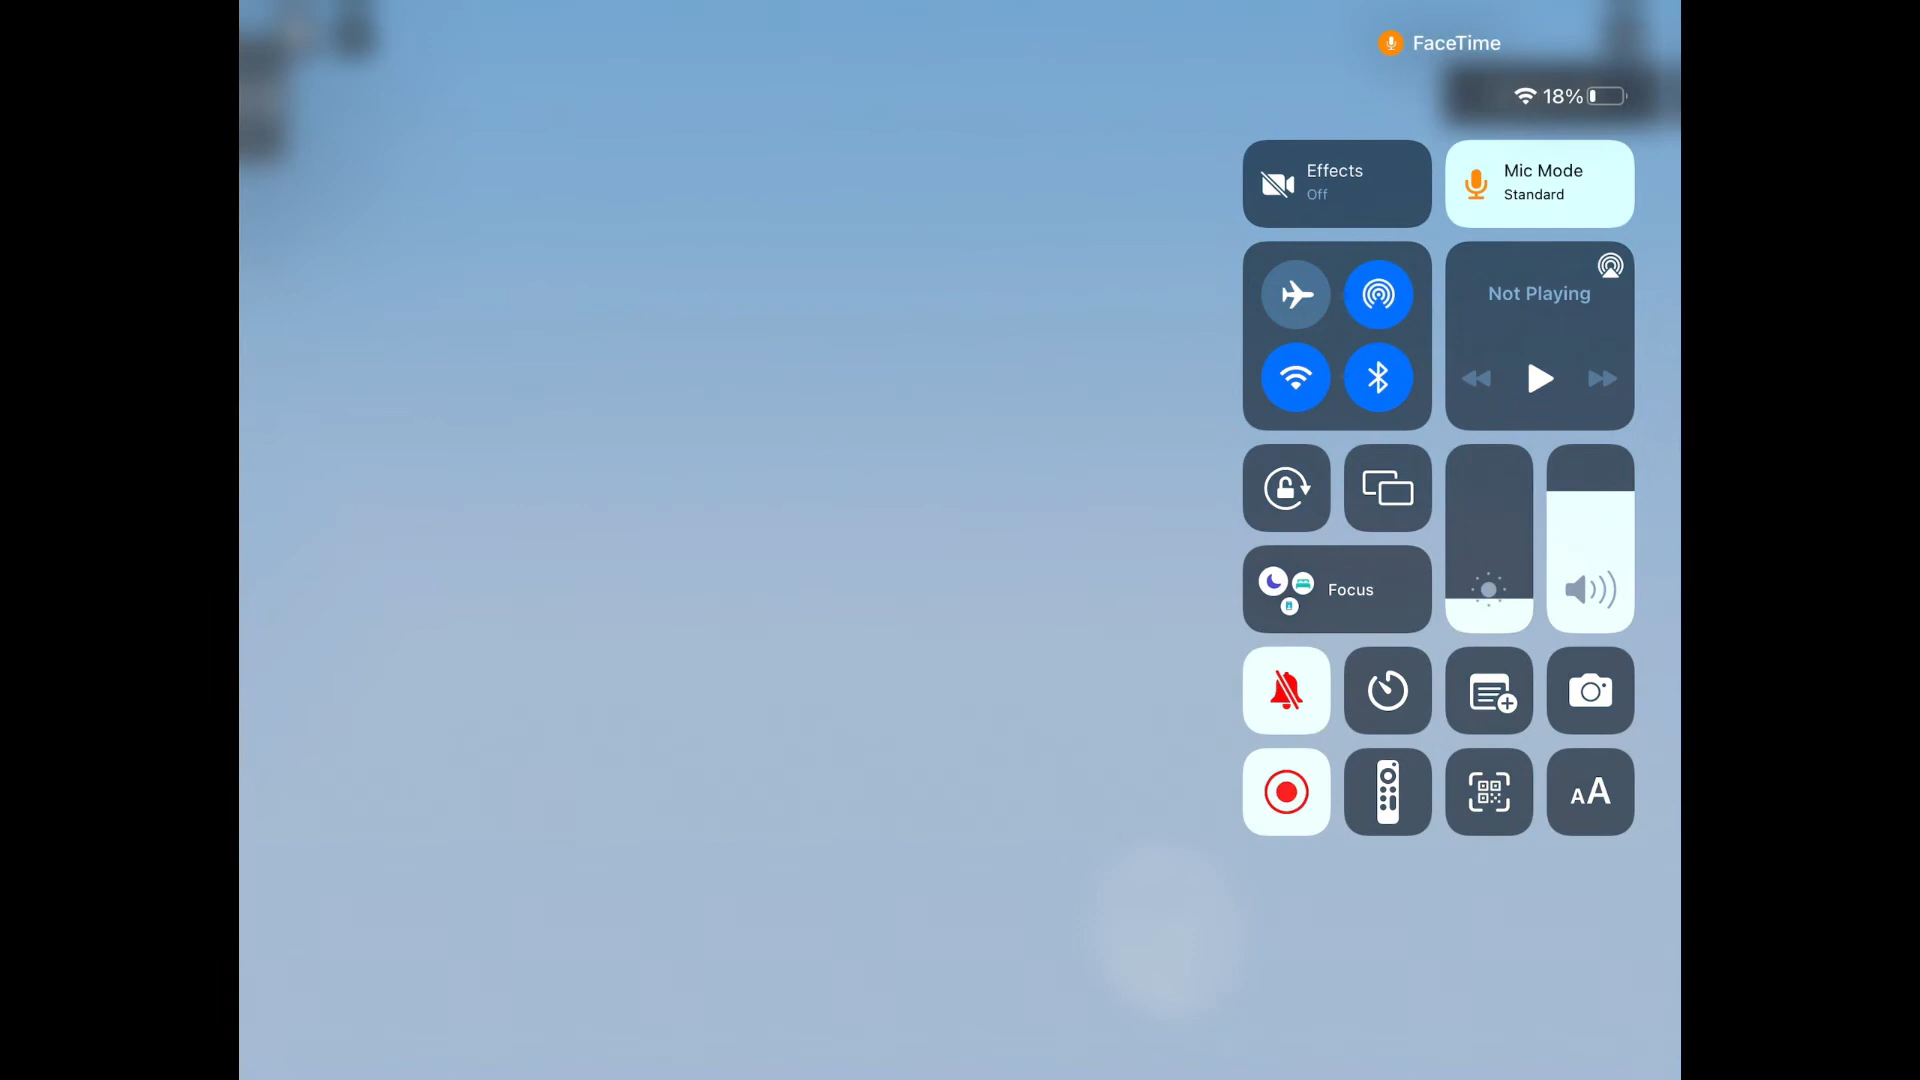 FaceTime
18%
Effects
Off
Mic Mode
Standard
Not Playing
Focus
AA